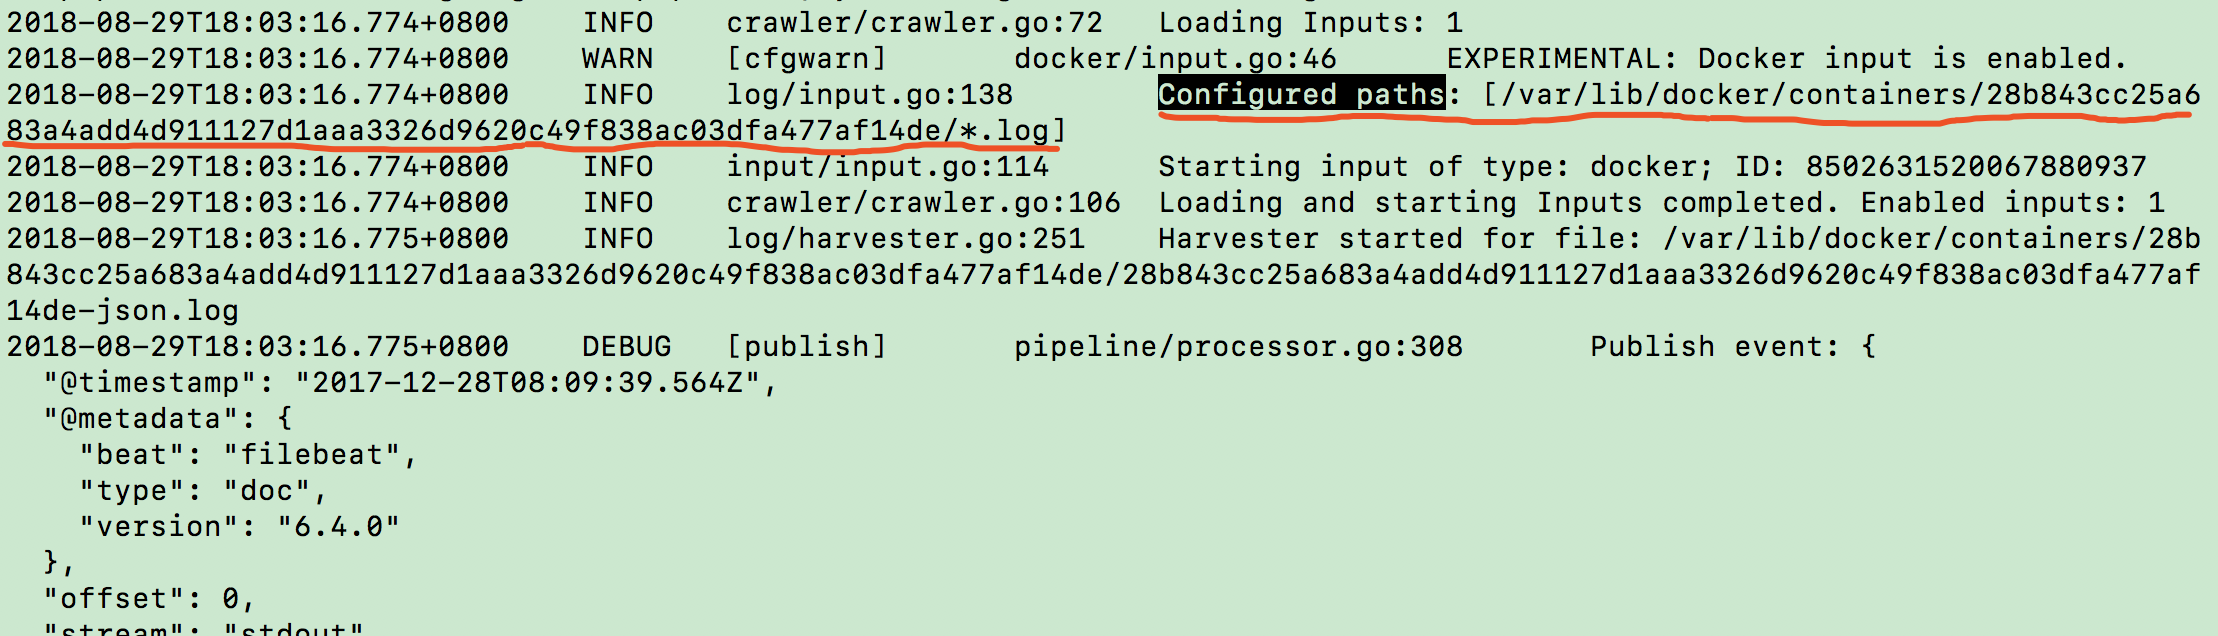 2018-08-29T18:03:16.774+0800 INFO crawler/crawler.go:72 Loading Inputs: 1
2018-08-29T18:03:16.774+0800 WARN [cfgwarn] docker/input.go:46 EXPERIMENTAL: Docker input is enabled.
2018-08-29T18:03:16.774+0800 INFO log/input.go:138 Configured paths: [/var/lib/docker/containers/28b843cc25a6
83a4add4d911127d1aaa3326d9620c49f838ac03dfa477af14de/*.log]
2018-08-29T18:03:16.774+0800 INFO input/input.go:114 Starting input of type: docker; ID: 8502631520067880937
2018-08-29T18:03:16.774+0800 INFO crawler/crawler.go:106 Loading and starting Inputs completed. Enabled inputs: 1
2018-08-29T18:03:16.775+0800 INFO log/harvester.go:251 Harvester started for file: /var/lib/docker/containers/28b
843cc25a683a4add4d911127d1aaa3326d9620c49f838ac03dfa477af14de/28b843cc25a683a4add4d911127d1aaa3326d9620c49f838ac03dfa477af
14de-json.log
2018-08-29T18:03:16.775+0800 DEBUG [publish] pipeline/processor.go:308 Publish event: {
"@timestamp": "2017-12-28T08:09:39.564Z",
"@metadata": {
"beat": "filebeat",
"type": "doc",
"version": "6.4.0"
},
"offset": 0,
"stream": "stdout"